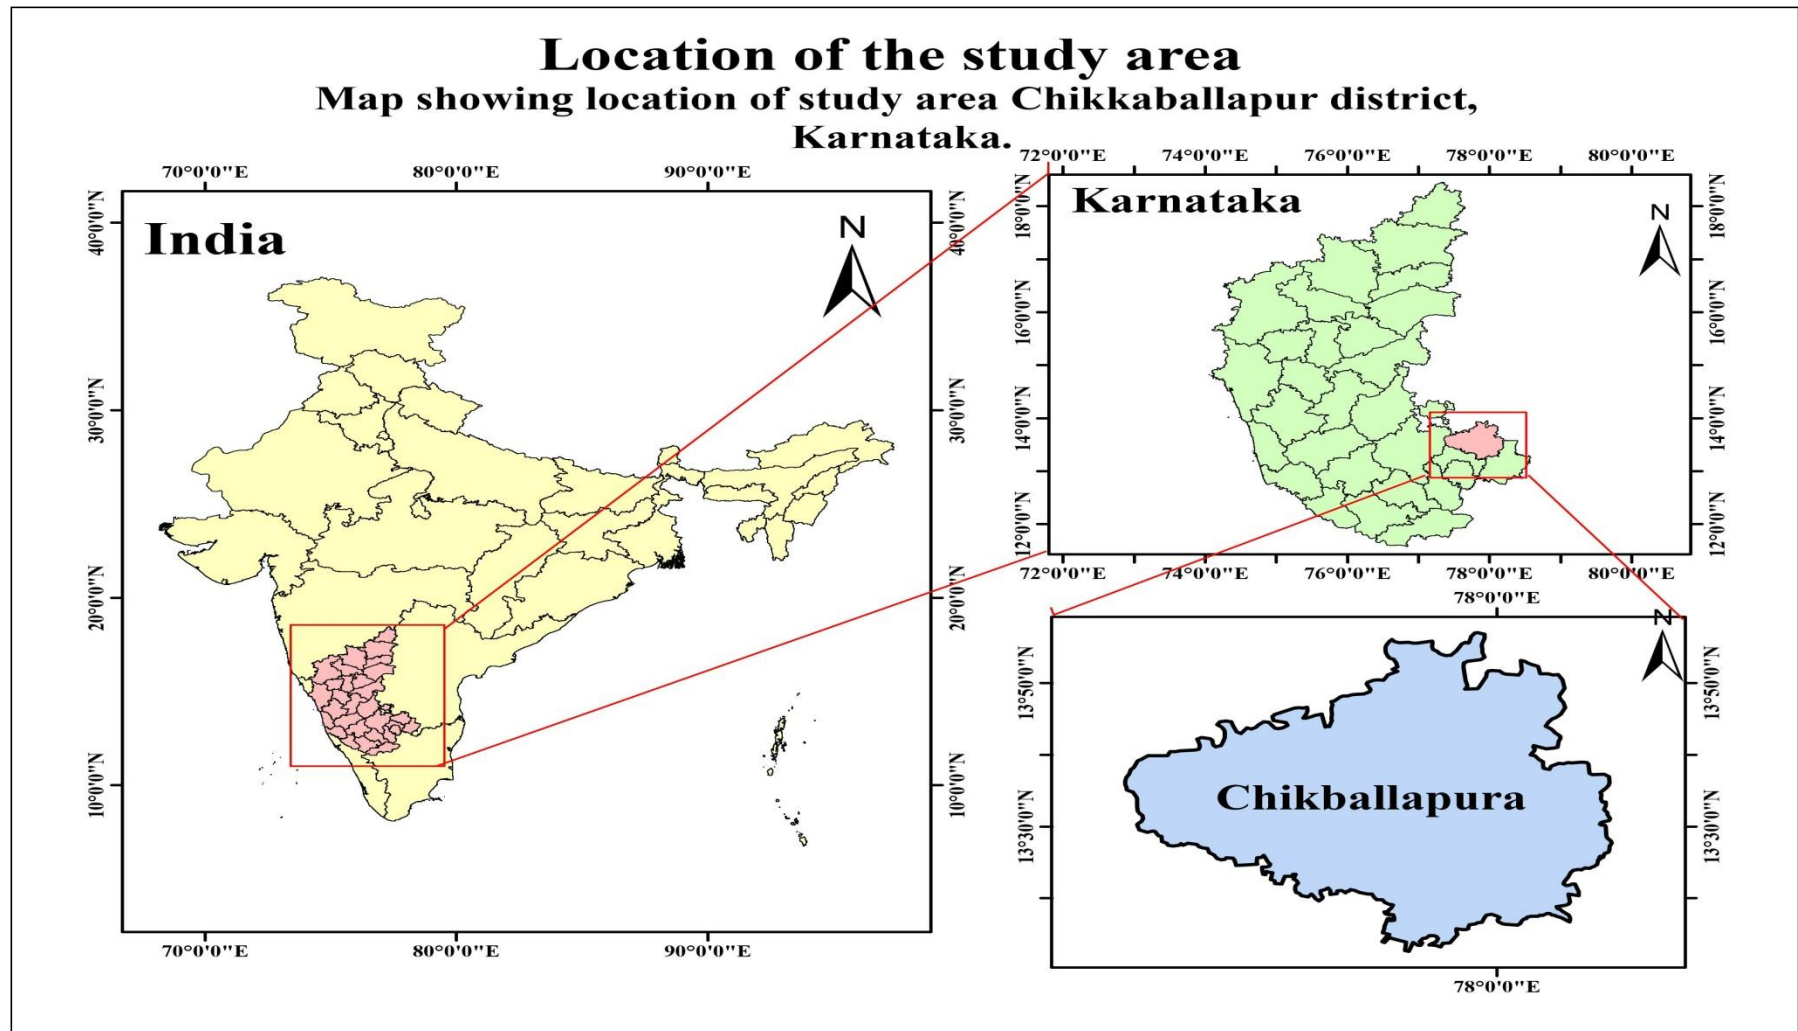 Location of the study area
Map showing location of study area Chikkaballapur district,
Karnataka.
70°0'0"E 80°0'0"E 90°0'0"E
India
N
40°0'0"N 40°0'0"N
30°0'0"N 30°0'0"N
20°0'0"N 20°0'0"N
10°0'0"N 10°0'0"N
70°0'0"E 80°0'0"E 90°0'0"E
72°0'0"E 74°0'0"E 76°0'0"E 78°0'0"E 80°0'0"E
Karnataka
N
18°0'0"N 18°0'0"N
16°0'0"N 16°0'0"N
14°0'0"N 14°0'0"N
12°0'0"N 12°0'0"N
72°0'0"E 74°0'0"E 76°0'0"E 78°0'0"E 80°0'0"E
78°0'0"E
N
13°50'0"N 13°50'0"N
Chikballapura
13°30'0"N 13°30'0"N
78°0'0"E